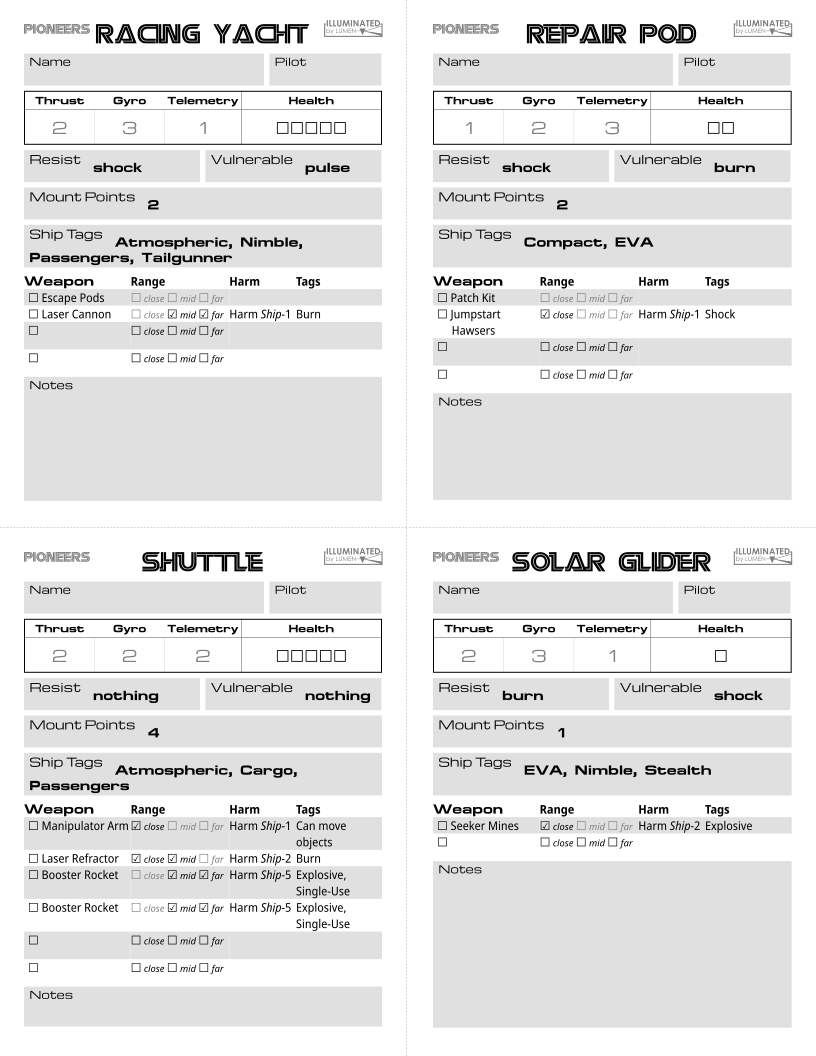 PIONEERS RACING YACHT ILLUMINATED
by LUMEN
Name Pilot
Thrust Gyro Telemetry Health
2 3 1 ☐☐☐☐☐
Resist shock Vulnerable pulse
Mount Points 2
Ship Tags Atmospheric, Nimble,
Passengers, Tailgunner
Weapon Range Harm Tags
☐ Escape Pods ☐ close ☐ mid ☐ far
☐ Laser Cannon ☐ close ☑ mid ☑ far Harm Ship-1 Burn
☐ ☐ close ☐ mid ☐ far
☐ ☐ close ☐ mid ☐ far
Notes
PIONEERS REPAIR POD ILLUMINATED
by LUMEN
Name Pilot
Thrust Gyro Telemetry Health
1 2 3 ☐☐
Resist shock Vulnerable burn
Mount Points 2
Ship Tags Compact, EVA
Weapon Range Harm Tags
☐ Patch Kit ☐ close ☐ mid ☐ far
☐ Jumpstart ☑ close ☐ mid ☐ far Harm Ship-1 Shock
Hawsers
☐ ☐ close ☐ mid ☐ far
☐ ☐ close ☐ mid ☐ far
Notes
PIONEERS SHUTTLE ILLUMINATED
by LUMEN
Name Pilot
Thrust Gyro Telemetry Health
2 2 2 ☐☐☐☐☐
Resist nothing Vulnerable nothing
Mount Points 4
Ship Tags Atmospheric, Cargo,
Passengers
Weapon Range Harm Tags
☐ Manipulator Arm ☑ close ☐ mid ☐ far Harm Ship-1 Can move
objects
☐ Laser Refractor ☑ close ☑ mid ☐ far Harm Ship-2 Burn
☐ Booster Rocket ☐ close ☑ mid ☑ far Harm Ship-5 Explosive,
Single-Use
☐ Booster Rocket ☐ close ☑ mid ☑ far Harm Ship-5 Explosive,
Single-Use
☐ ☐ close ☐ mid ☐ far
☐ ☐ close ☐ mid ☐ far
Notes
PIONEERS SOLAR GLIDER ILLUMINATED
by LUMEN
Name Pilot
Thrust Gyro Telemetry Health
2 3 1 ☐
Resist burn Vulnerable shock
Mount Points 1
Ship Tags EVA, Nimble, Stealth
Weapon Range Harm Tags
☐ Seeker Mines ☑ close ☐ mid ☐ far Harm Ship-2 Explosive
☐ ☐ close ☐ mid ☐ far
Notes